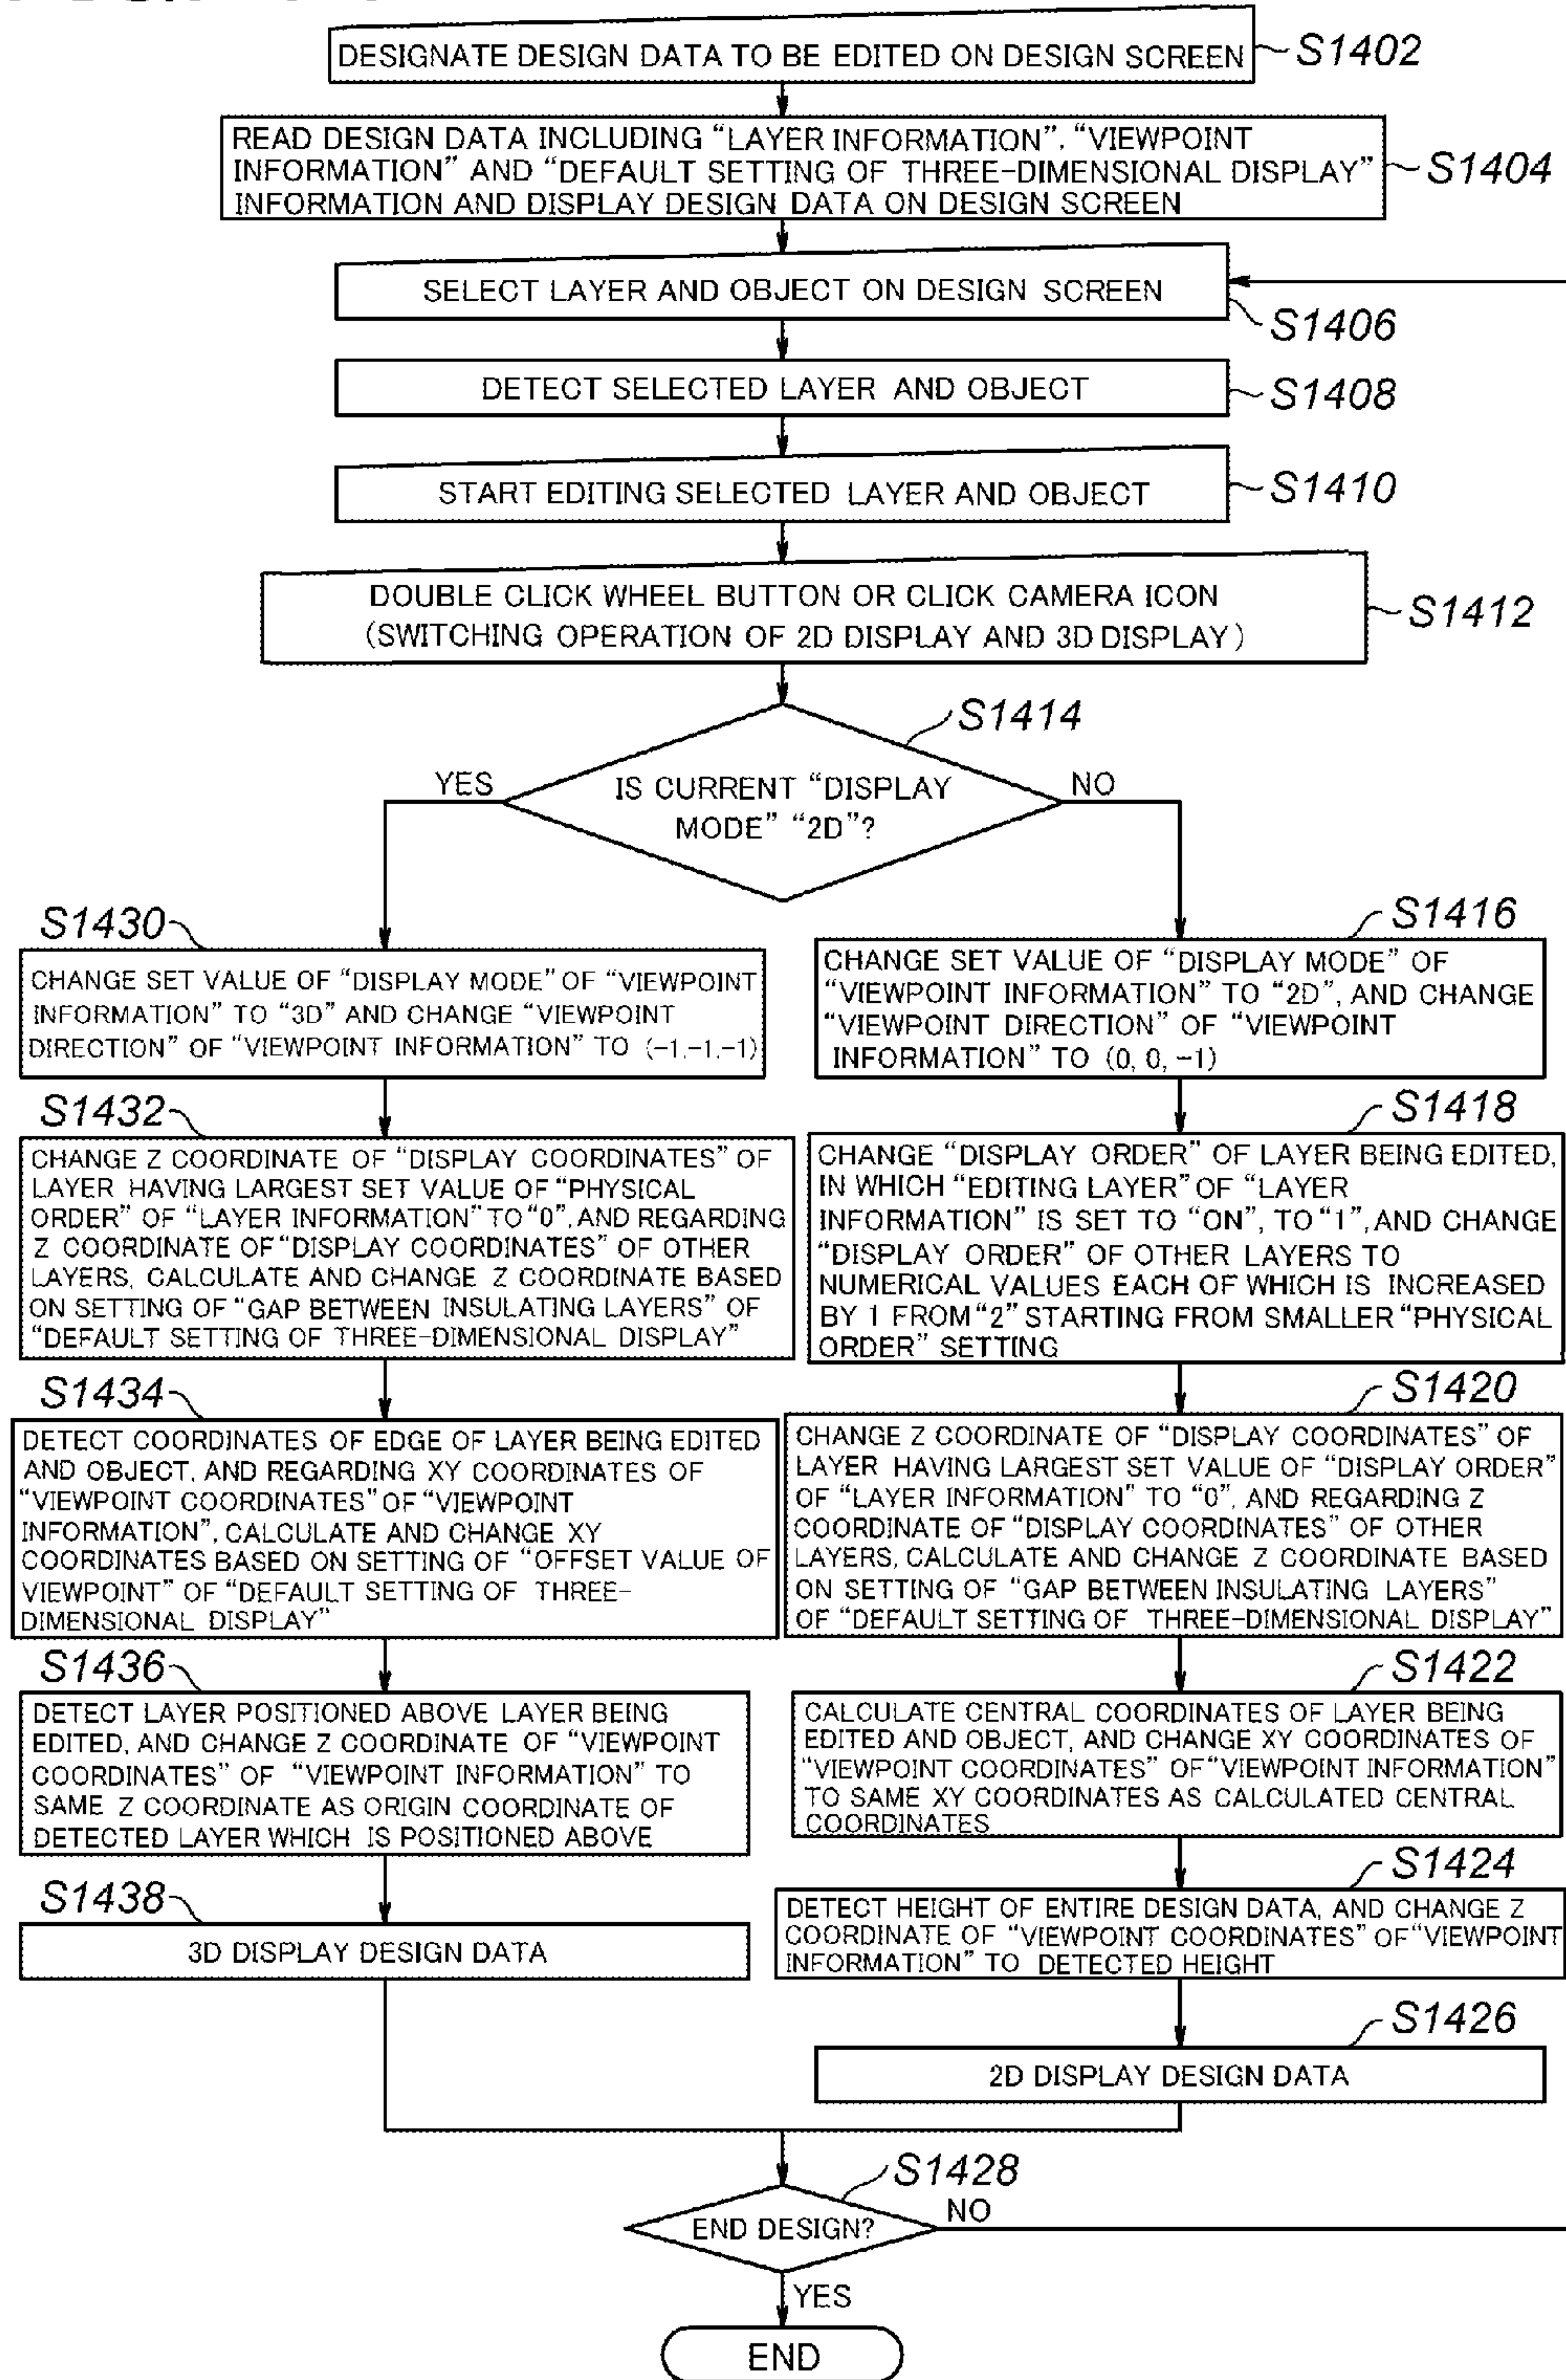 DESIGNATE DESIGN DATA TO BE EDITED ON DESIGN SCREEN
S1402
READ DESIGN DATA INCLUDING “LAYER INFORMATION”, “VIEWPOINT
INFORMATION” AND “DEFAULT SETTING OF THREE-DIMENSIONAL DISPLAY”
INFORMATION AND DISPLAY DESIGN DATA ON DESIGN SCREEN
S1404
SELECT LAYER AND OBJECT ON DESIGN SCREEN
S1406
DETECT SELECTED LAYER AND OBJECT
S1408
START EDITING SELECTED LAYER AND OBJECT
S1410
DOUBLE CLICK WHEEL BUTTON OR CLICK CAMERA ICON
(SWITCHING OPERATION OF 2D DISPLAY AND 3D DISPLAY)
S1412
S1414
IS CURRENT “DISPLAY
MODE” “2D”?
YES
NO
S1430
CHANGE SET VALUE OF “DISPLAY MODE” OF “VIEWPOINT
INFORMATION” TO “3D” AND CHANGE “VIEWPOINT
DIRECTION” OF “VIEWPOINT INFORMATION” TO (-1,-1,-1)
S1432
CHANGE Z COORDINATE OF “DISPLAY COORDINATES” OF
LAYER HAVING LARGEST SET VALUE OF “PHYSICAL
ORDER” OF “LAYER INFORMATION” TO “0”, AND REGARDING
Z COORDINATE OF “DISPLAY COORDINATES” OF OTHER
LAYERS, CALCULATE AND CHANGE Z COORDINATE BASED
ON SETTING OF “GAP BETWEEN INSULATING LAYERS” OF
“DEFAULT SETTING OF THREE-DIMENSIONAL DISPLAY”
S1434
DETECT COORDINATES OF EDGE OF LAYER BEING EDITED
AND OBJECT, AND REGARDING XY COORDINATES OF
“VIEWPOINT COORDINATES” OF “VIEWPOINT
INFORMATION”, CALCULATE AND CHANGE XY
COORDINATES BASED ON SETTING OF “OFFSET VALUE OF
VIEWPOINT” OF “DEFAULT SETTING OF THREE-
DIMENSIONAL DISPLAY”
S1436
DETECT LAYER POSITIONED ABOVE LAYER BEING
EDITED, AND CHANGE Z COORDINATE OF “VIEWPOINT
COORDINATES” OF “VIEWPOINT INFORMATION” TO
SAME Z COORDINATE AS ORIGIN COORDINATE OF
DETECTED LAYER WHICH IS POSITIONED ABOVE
S1438
3D DISPLAY DESIGN DATA
S1416
CHANGE SET VALUE OF “DISPLAY MODE” OF
“VIEWPOINT INFORMATION” TO “2D”, AND CHANGE
“VIEWPOINT DIRECTION” OF “VIEWPOINT
INFORMATION” TO (0, 0, -1)
S1418
CHANGE “DISPLAY ORDER” OF LAYER BEING EDITED,
IN WHICH “EDITING LAYER” OF “LAYER
INFORMATION” IS SET TO “ON”, TO “1”, AND CHANGE
“DISPLAY ORDER” OF OTHER LAYERS TO
NUMERICAL VALUES EACH OF WHICH IS INCREASED
BY 1 FROM “2” STARTING FROM SMALLER “PHYSICAL
ORDER” SETTING
S1420
CHANGE Z COORDINATE OF “DISPLAY COORDINATES” OF
LAYER HAVING LARGEST SET VALUE OF “DISPLAY ORDER”
OF “LAYER INFORMATION” TO “0”, AND REGARDING Z
COORDINATE OF “DISPLAY COORDINATES” OF OTHER
LAYERS, CALCULATE AND CHANGE Z COORDINATE BASED
ON SETTING OF “GAP BETWEEN INSULATING LAYERS”
OF “DEFAULT SETTING OF THREE-DIMENSIONAL DISPLAY”
S1422
CALCULATE CENTRAL COORDINATES OF LAYER BEING
EDITED AND OBJECT, AND CHANGE XY COORDINATES OF
“VIEWPOINT COORDINATES” OF “VIEWPOINT INFORMATION”
TO SAME XY COORDINATES AS CALCULATED CENTRAL
COORDINATES
S1424
DETECT HEIGHT OF ENTIRE DESIGN DATA, AND CHANGE Z
COORDINATE OF “VIEWPOINT COORDINATES” OF “VIEWPOINT
INFORMATION” TO DETECTED HEIGHT
S1426
2D DISPLAY DESIGN DATA
S1428
END DESIGN?
NO
YES
END